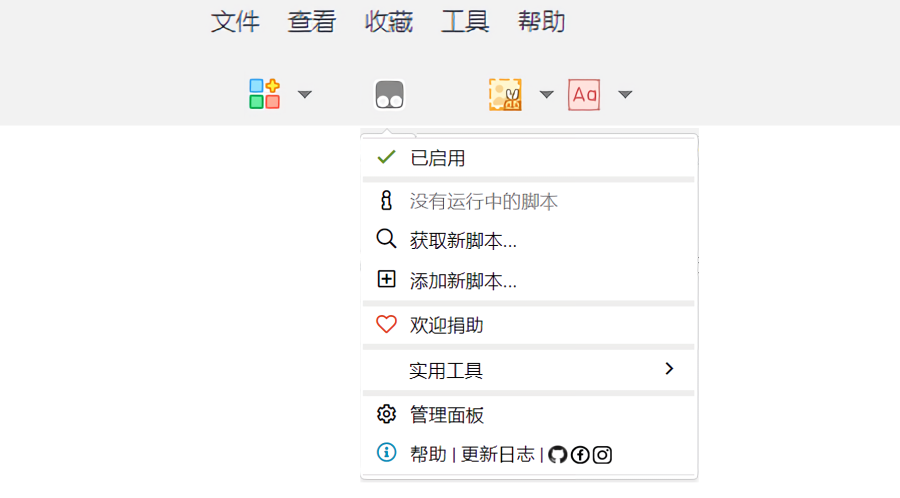 文件 查看 收藏 工具 帮助
Aa
已启用
没有运行中的脚本
获取新脚本...
添加新脚本...
欢迎捐助
实用工具
管理面板
帮助 | 更新日志 |